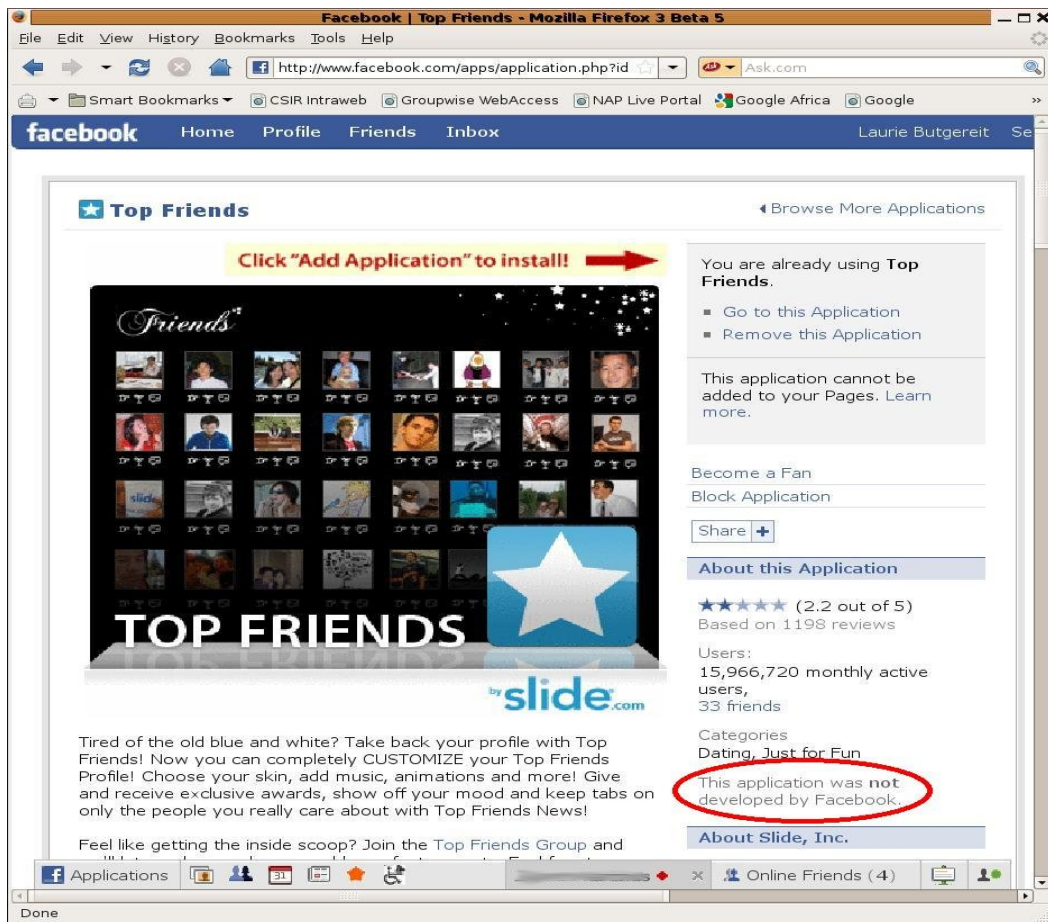 Facebook | Top Friends - Mozilla Firefox 3 Beta 5
File Edit View History Bookmarks Tools Help
http://www.facebook.com/apps/application.php?id
Ask.com
Smart Bookmarks CSIR Intraweb Groupwise WebAccess NAP Live Portal Google Africa Google »
facebook Home Profile Friends Inbox Laurie Butgereit Se
Top Friends
Browse More Applications
Click "Add Application" to install!
Friends
slide
TOP FRIENDS
by slide.com
Tired of the old blue and white? Take back your profile with Top
Friends! Now you can completely CUSTOMIZE your Top Friends
Profile! Choose your skin, add music, animations and more! Give
and receive exclusive awards, show off your mood and keep tabs on
only the people you really care about with Top Friends News!
Feel like getting the inside scoop? Join the Top Friends Group and
You are already using Top
Friends.
Go to this Application
Remove this Application
This application cannot be
added to your Pages. Learn
more.
Become a Fan
Block Application
Share +
About this Application
(2.2 out of 5)
Based on 1198 reviews
Users:
15,966,720 monthly active
users,
33 friends
Categories
Dating, Just for Fun
This application was not
developed by Facebook.
About Slide, Inc.
Applications 31 Online Friends (4)
Done